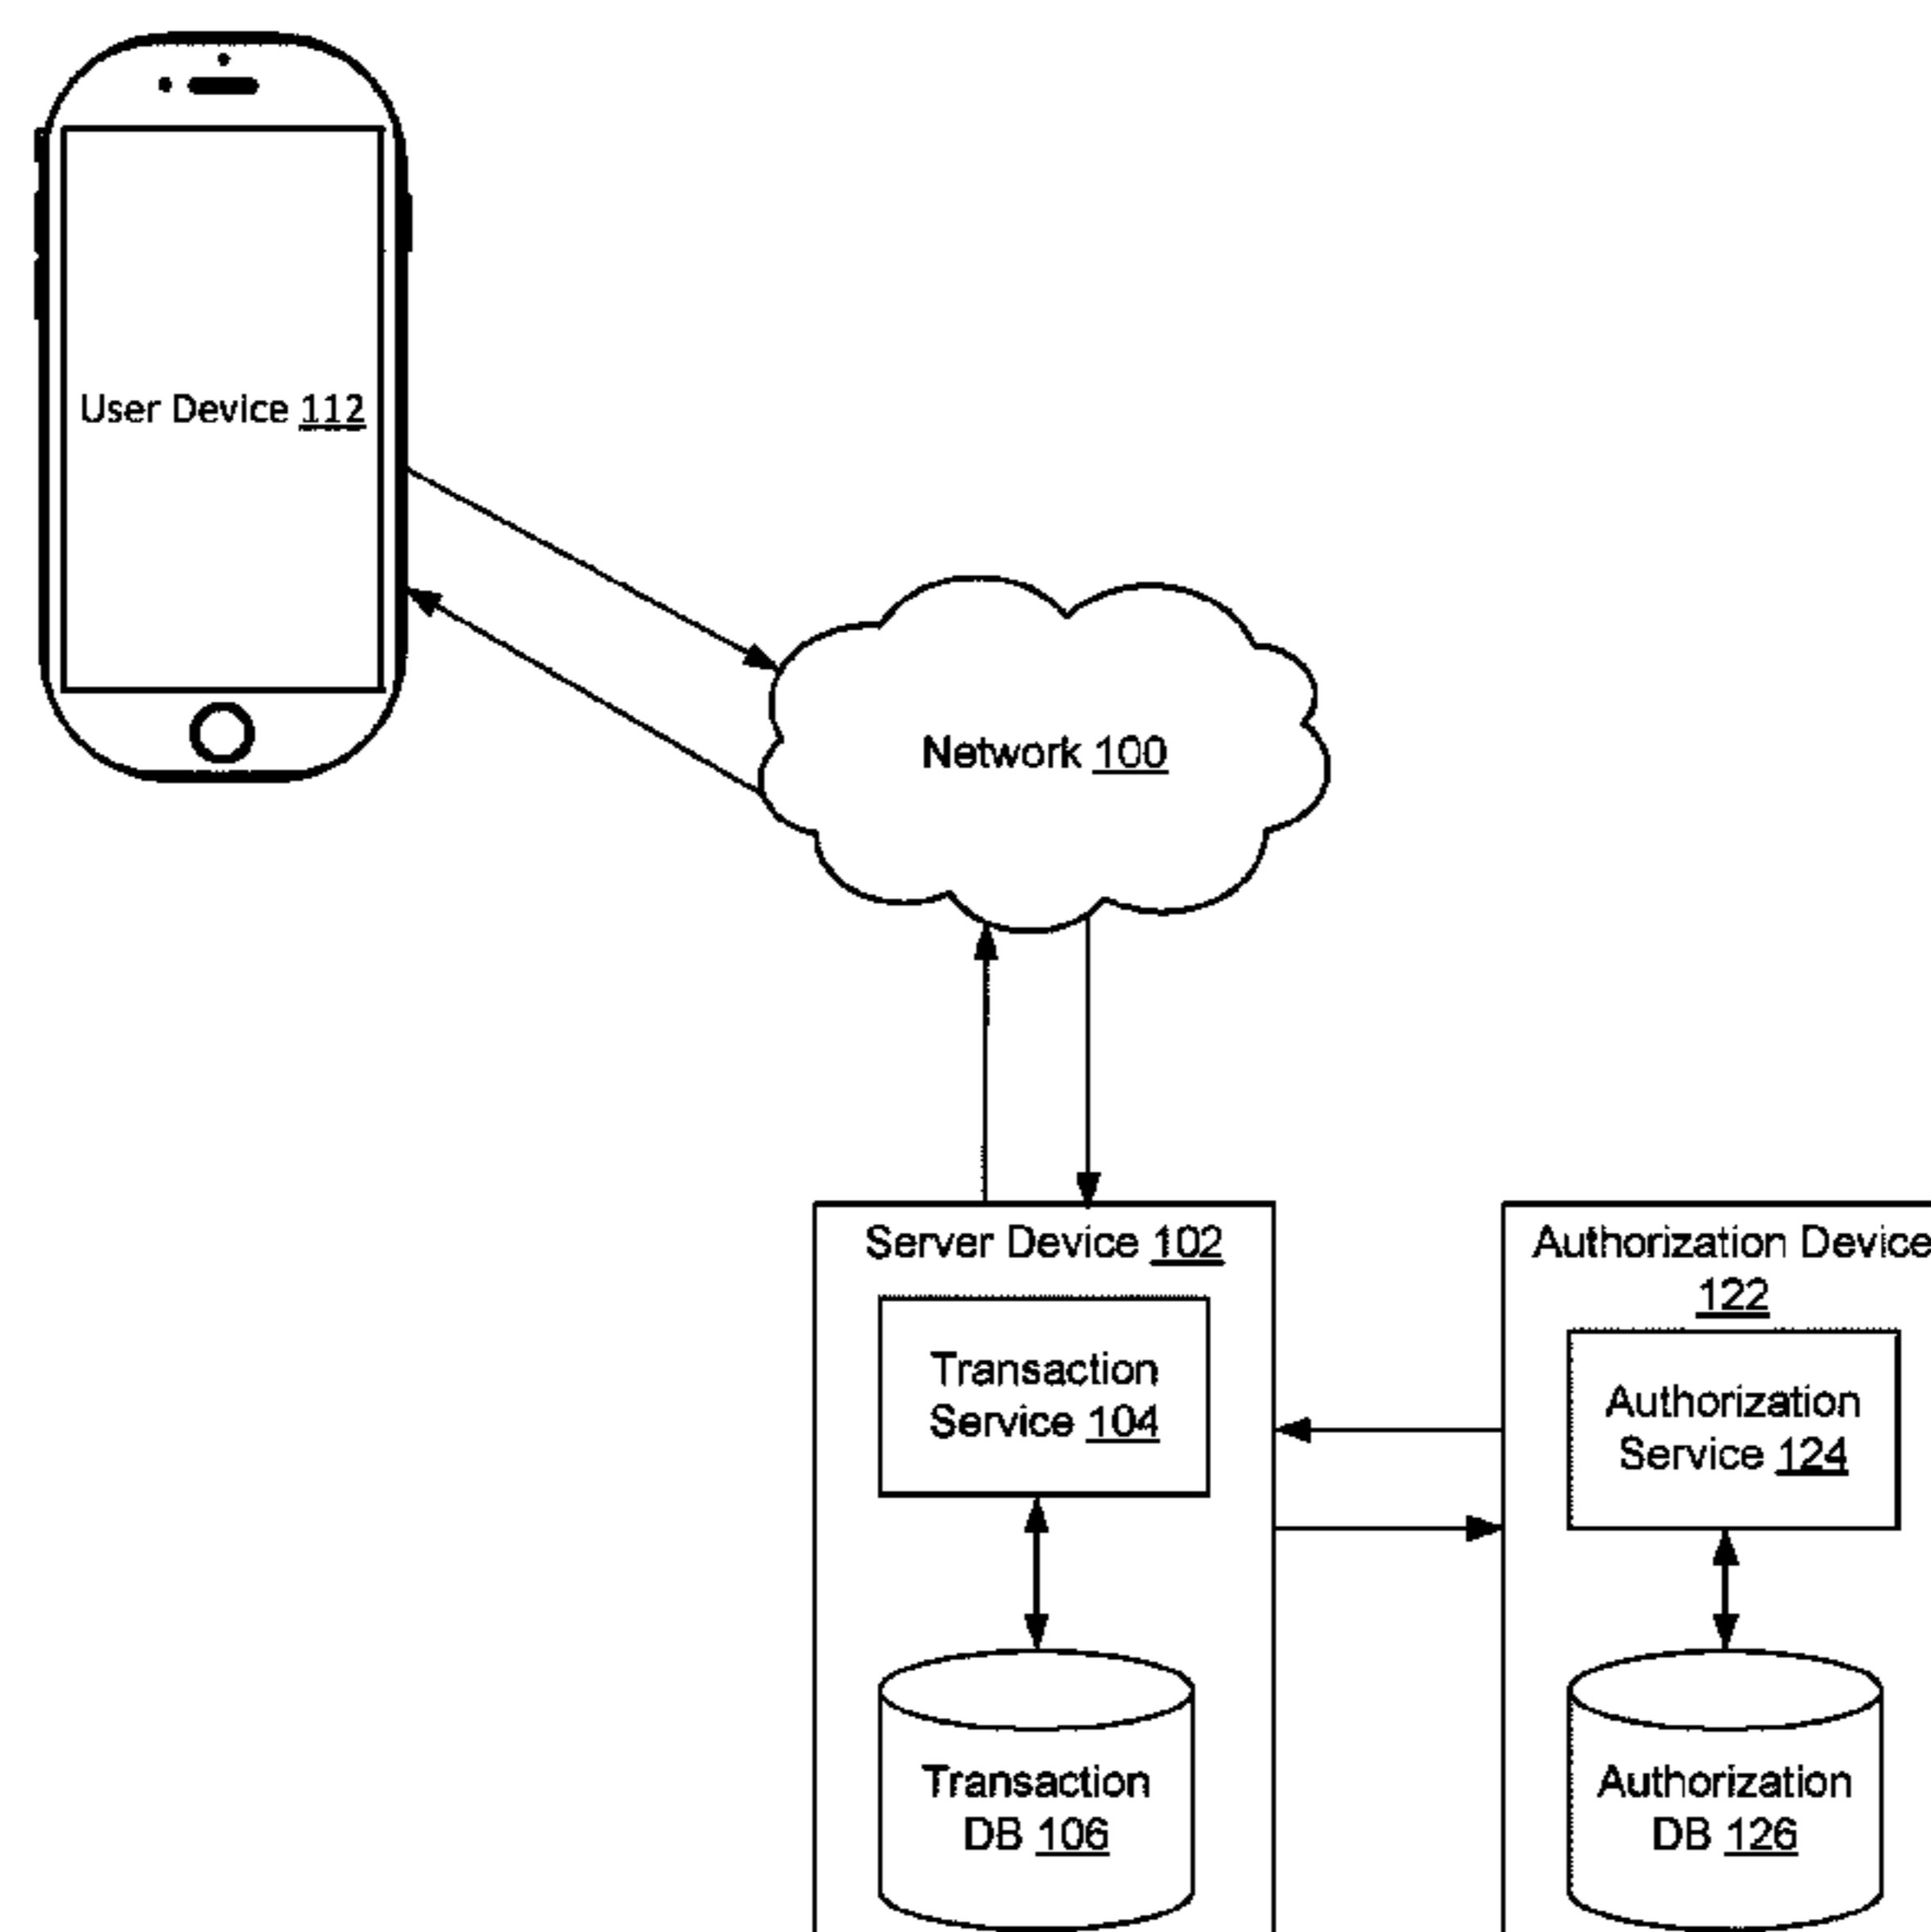 User Device 112
Network 100
Server Device 102
Transaction
Service 104
Transaction
DB 106
Authorization Device
122
Authorization
Service 124
Authorization
DB 126